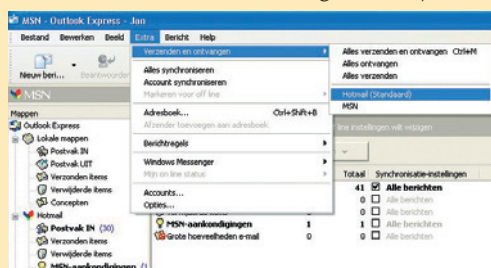 MSN - Outlook Express - Jan
Bestand Bewerken Beeld Extra Bericht Help
Nieuw beri... Beantwoorden
MSN
Mappen
Outlook Express
Lokale mappen
Postvak IN
Postvak UIT
Verzonden items
Verwijderde items
Concepten
Hotmail
Postvak IN (30)
Verzonden items
Verwijderde items
MSN-aankondigingen (1
Verzenden en ontvangen
Alles synchroniseren
Account synchroniseren
Markeren voor off line
Adresboek... Ctrl+Shift+B
Afzender toevoegen aan adresboek
Berichtregels
Windows Messenger
Mijn on line status
Accounts...
Opties...
Alles verzenden en ontvangen Ctrl+M
Alles ontvangen
Alles verzenden
Hotmail (Standaard)
MSN
line instellingen wilt wijzigen
Totaal Synchronisatie-instellingen
41 Alle berichten
0 Alle berichten
0 Alle berichten
MSN-aankondigingen 1 1 Alle berichten
Grote hoeveelheden e-mail 0 0 Alle berichten